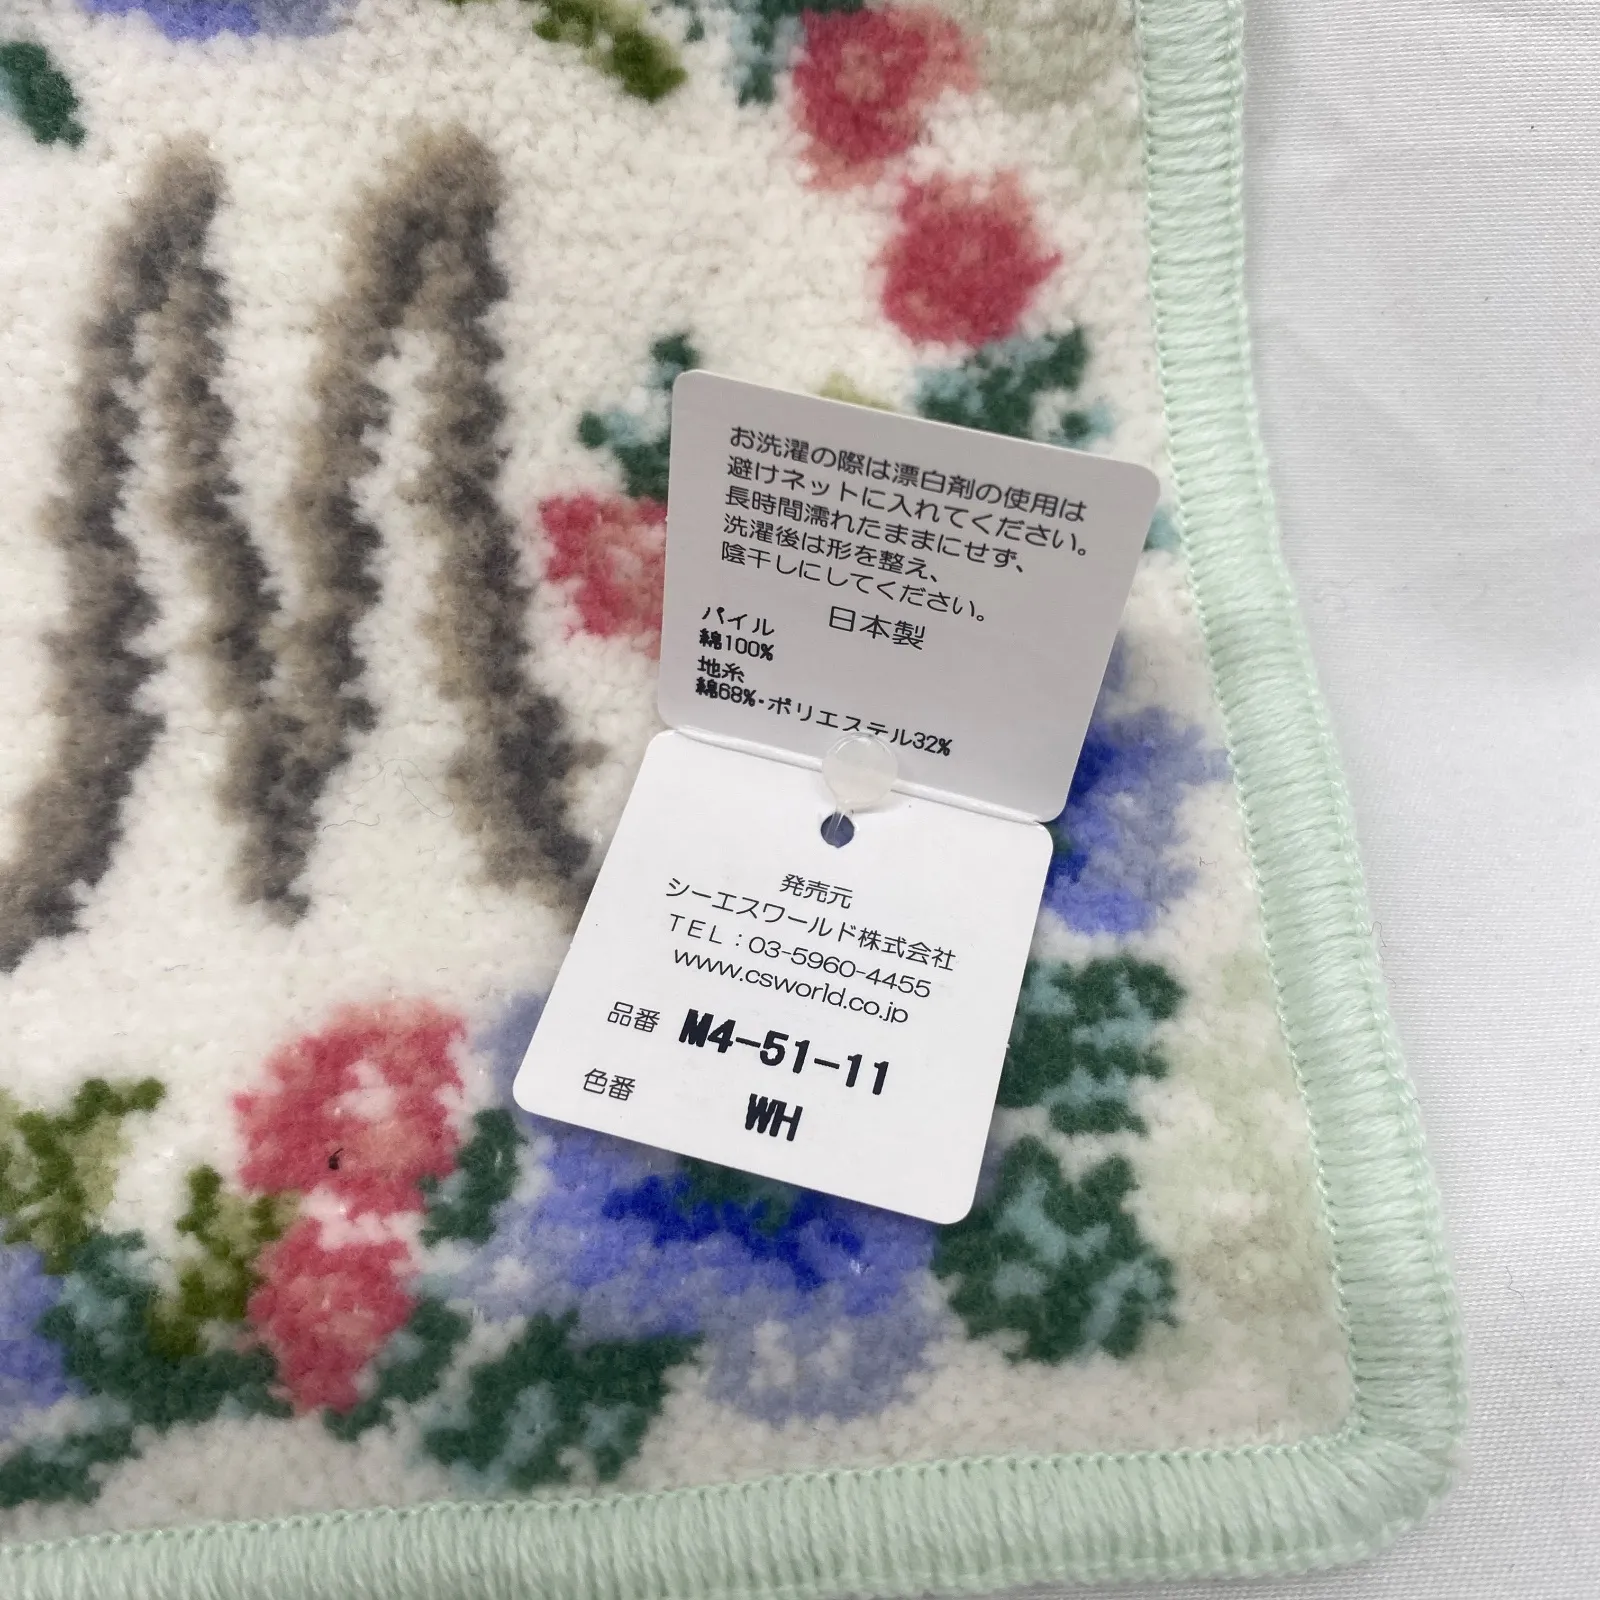 お洗濯の際は漂白剤の使用は
避けネットに入れてください。
長時間濡れたままにせず、
洗濯後は形を整え、
陰干しにしてください。
日本製
パイル
綿100%
地糸
綿68%・ポリエステル32%
発売元
シーエスワールド株式会社
TEL：03-5960-4455
www.csworld.co.jp
品番 M4-51-11
色番 WH